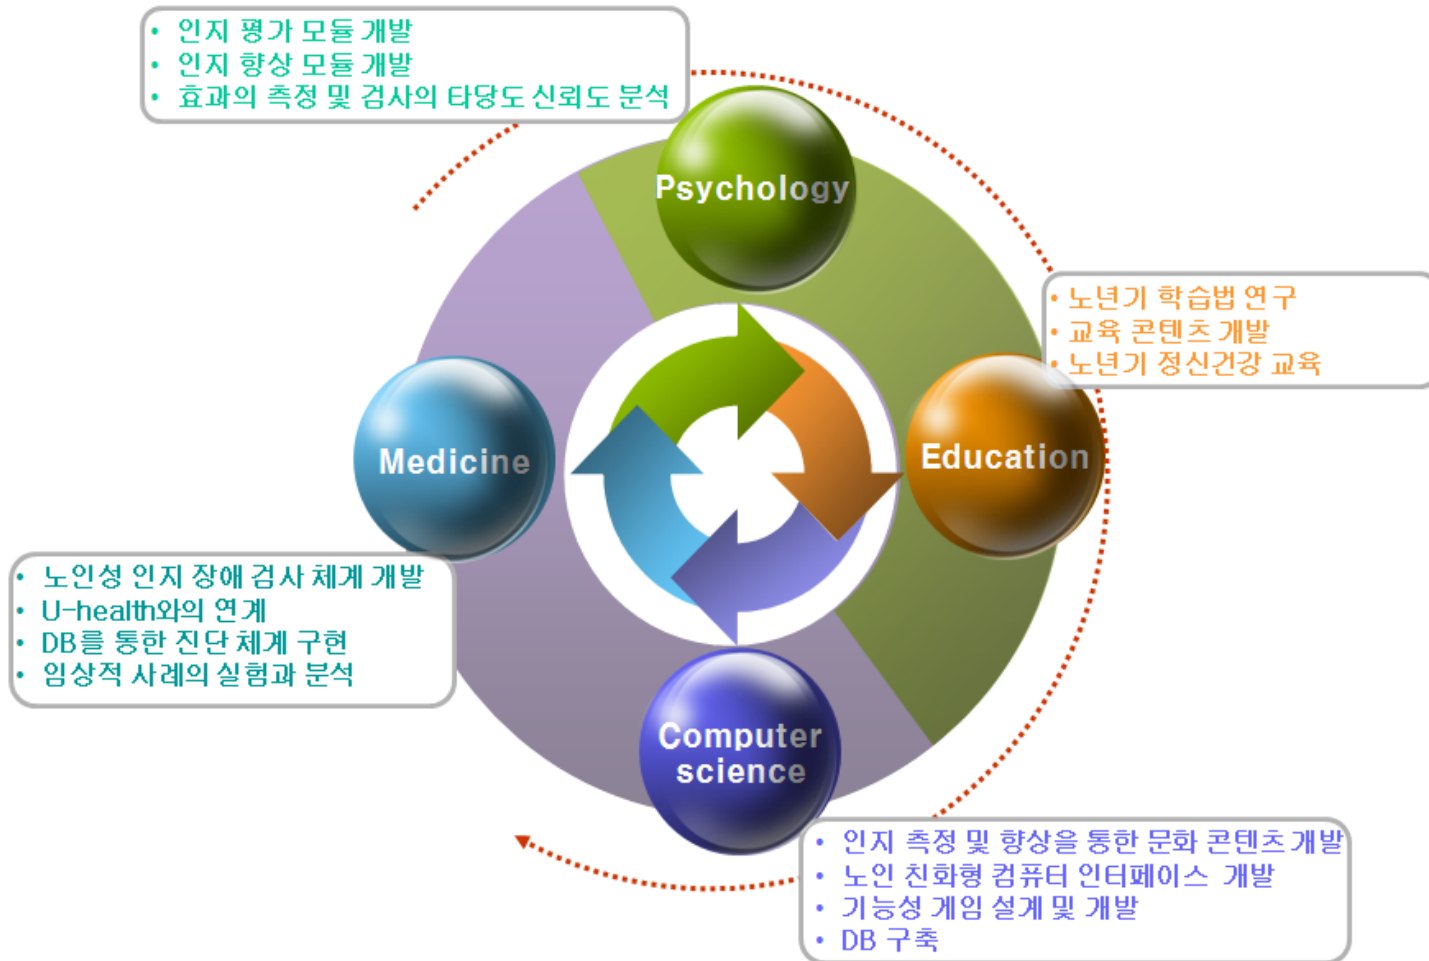 • 인지 평가 모듈 개발
• 인지 향상 모듈 개발
• 효과의 측정 및 검사의 타당도 신뢰도 분석
Psychology
• 노년기 학습법 연구
• 교육 콘텐츠 개발
• 노년기 정신건강 교육
Education
Medicine
• 노인성 인지 장애 검사 체계 개발
• U-health와의 연계
• DB를 통한 진단 체계 구현
• 임상적 사례의 실험과 분석
Computer
science
• 인지 측정 및 향상을 통한 문화 콘텐츠 개발
• 노인 친화형 컴퓨터 인터페이스 개발
• 기능성 게임 설계 및 개발
• DB 구축